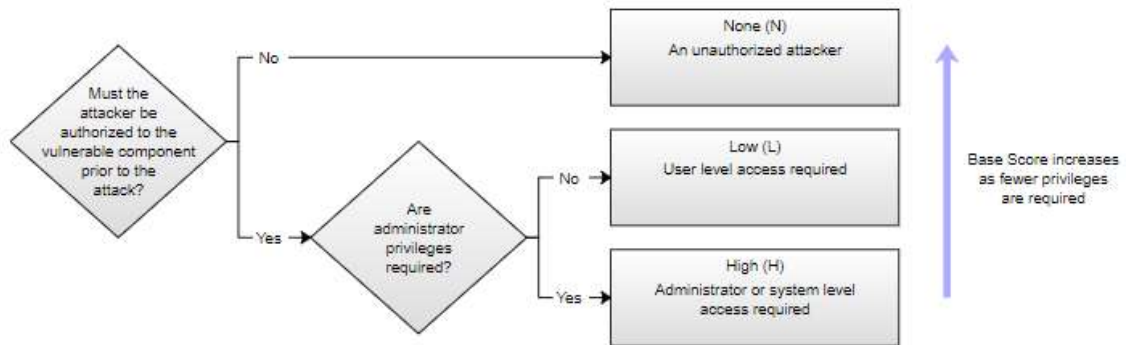 Must the
attacker be
authorized to the
vulnerable component
prior to the
attack?
No
Yes
None (N)
An unauthorized attacker
Are
administrator
privileges
required?
No
Yes
Low (L)
User level access required
High (H)
Administrator or system level
access required
Base Score increases
as fewer privileges
are required